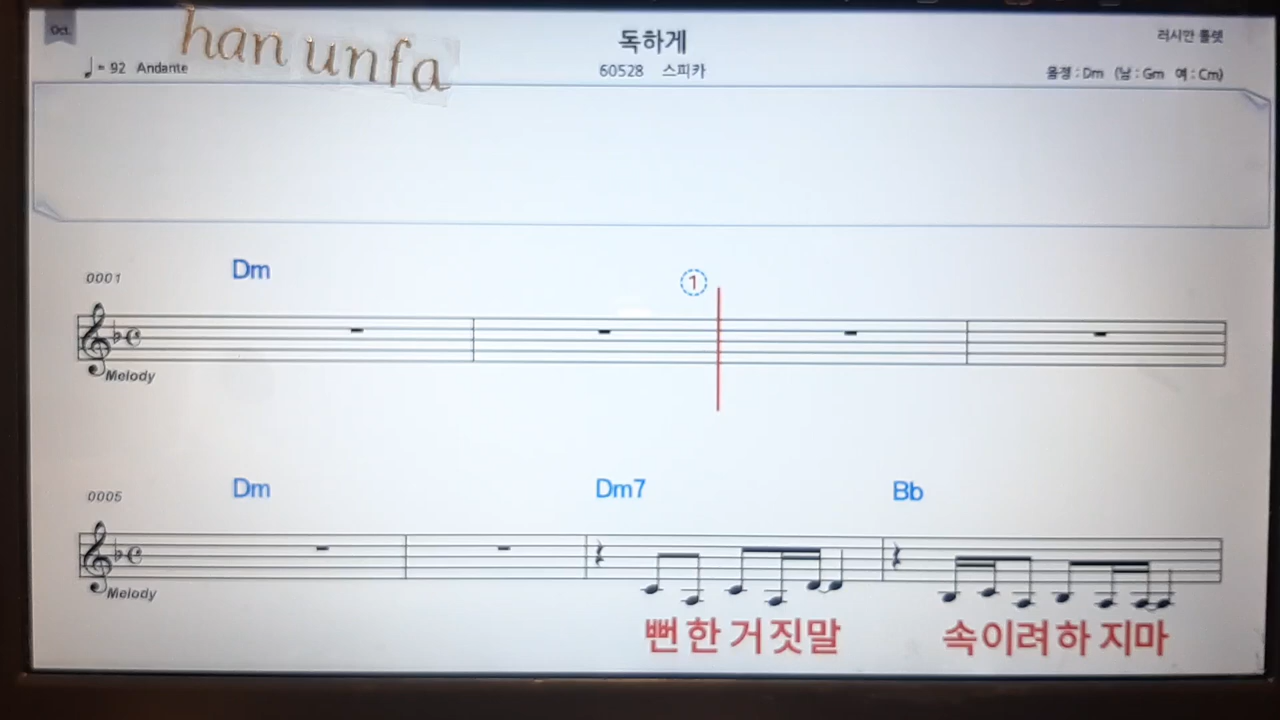 Oct.
han unfa
독하게
러시안 룰렛
♩= 92 Andante
60528 스피카
음정 : Dm (남 : Gm 여 : Cm)
0001
Dm
1
Melody
0005
Dm
Dm7
Bb
Melody
뻔한거짓말
속이려하 지마